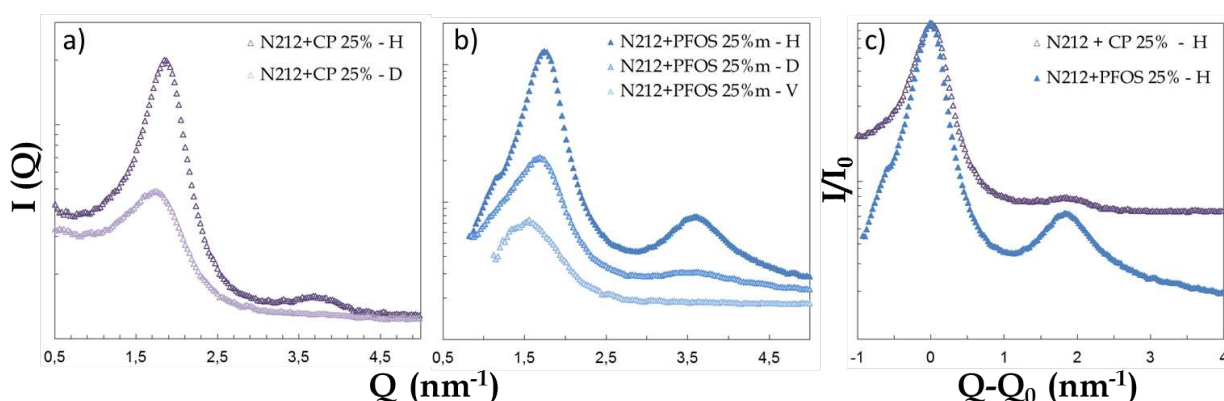 a)
N212+CP 25% - H
N212+CP 25% - D
I (Q)
0,5 1,5 2,5 3,5 4,5
b)
N212+PFOS 25%m - H
N212+PFOS 25%m - D
N212+PFOS 25%m - V
0,5 1,5 2,5 3,5 4,5
Q (nm-1)
c)
N212 + CP 25% - H
N212+PFOS 25% - H
I/I0
-1 0 1 2 3 4
Q-Q0 (nm-1)